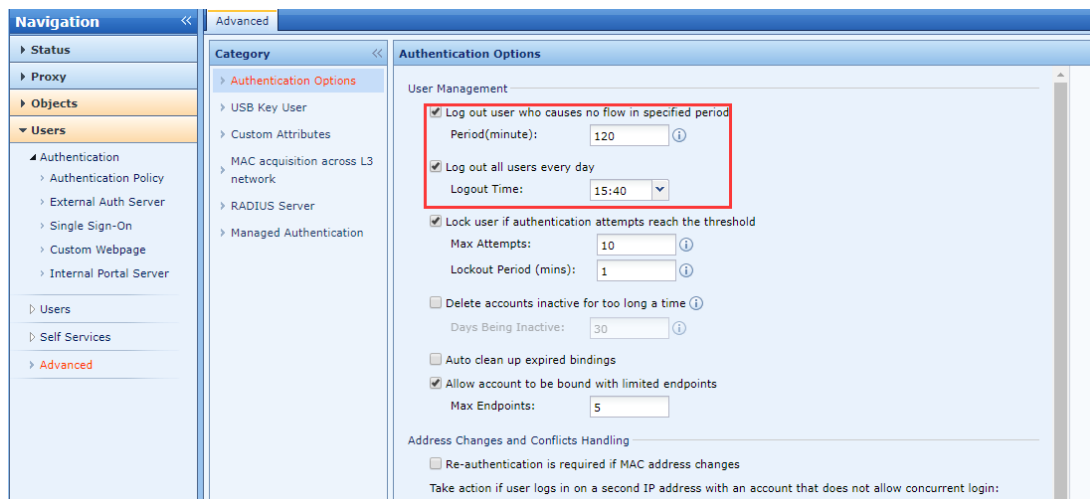 Navigation
Status
Proxy
Objects
Users
Authentication
Authentication Policy
External Auth Server
Single Sign-On
Custom Webpage
Internal Portal Server
Users
Self Services
Advanced
Advanced
Category
Authentication Options
USB Key User
Custom Attributes
MAC acquisition across L3
network
RADIUS Server
Managed Authentication
Authentication Options
User Management
Log out user who causes no flow in specified period
Period(minute): 120
Log out all users every day
Logout Time: 15:40
Lock user if authentication attempts reach the threshold
Max Attempts: 10
Lockout Period (mins): 1
Delete accounts inactive for too long a time
Days Being Inactive: 30
Auto clean up expired bindings
Allow account to be bound with limited endpoints
Max Endpoints: 5
Address Changes and Conflicts Handling
Re-authentication is required if MAC address changes
Take action if user logs in on a second IP address with an account that does not allow concurrent login: